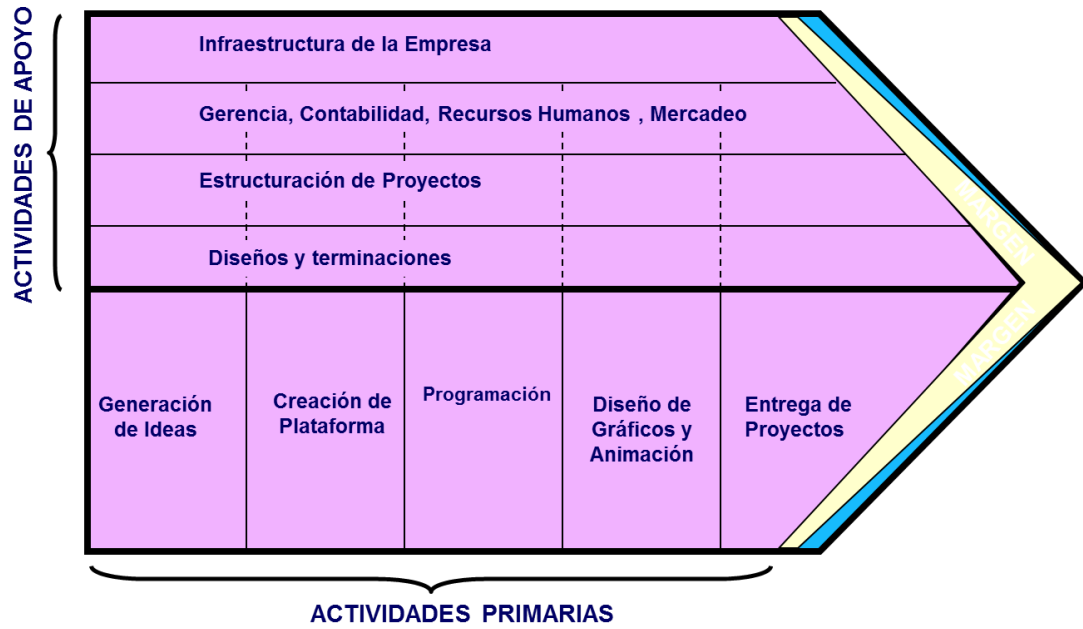 ACTIVIDADES DE APOYO
Infraestructura de la Empresa
Gerencia, Contabilidad, Recursos Humanos , Mercadeo
Estructuración de Proyectos
Diseños y terminaciones
MARGEN
MARGEN
Generación
de Ideas
Creación de
Plataforma
Programación
Diseño de
Gráficos y
Animación
Entrega de
Proyectos
ACTIVIDADES PRIMARIAS